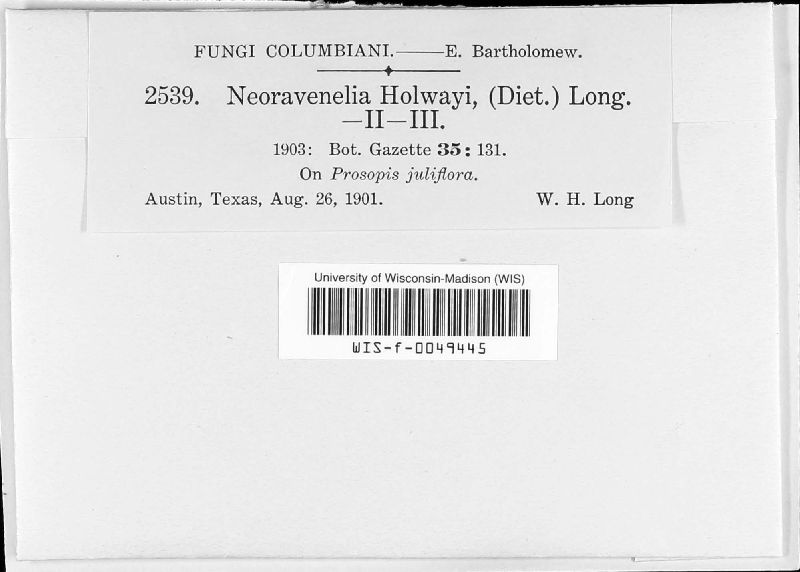 FUNGI COLUMBIANI.——E. Bartholomew.
2539. Neoravenelia Holwayi, (Diet.) Long.
—II—III.
1903: Bot. Gazette 35: 131.
On Prosopis juliflora.
Austin, Texas, Aug. 26, 1901. W. H. Long
University of Wisconsin-Madison (WIS)
WIS-f-0049445